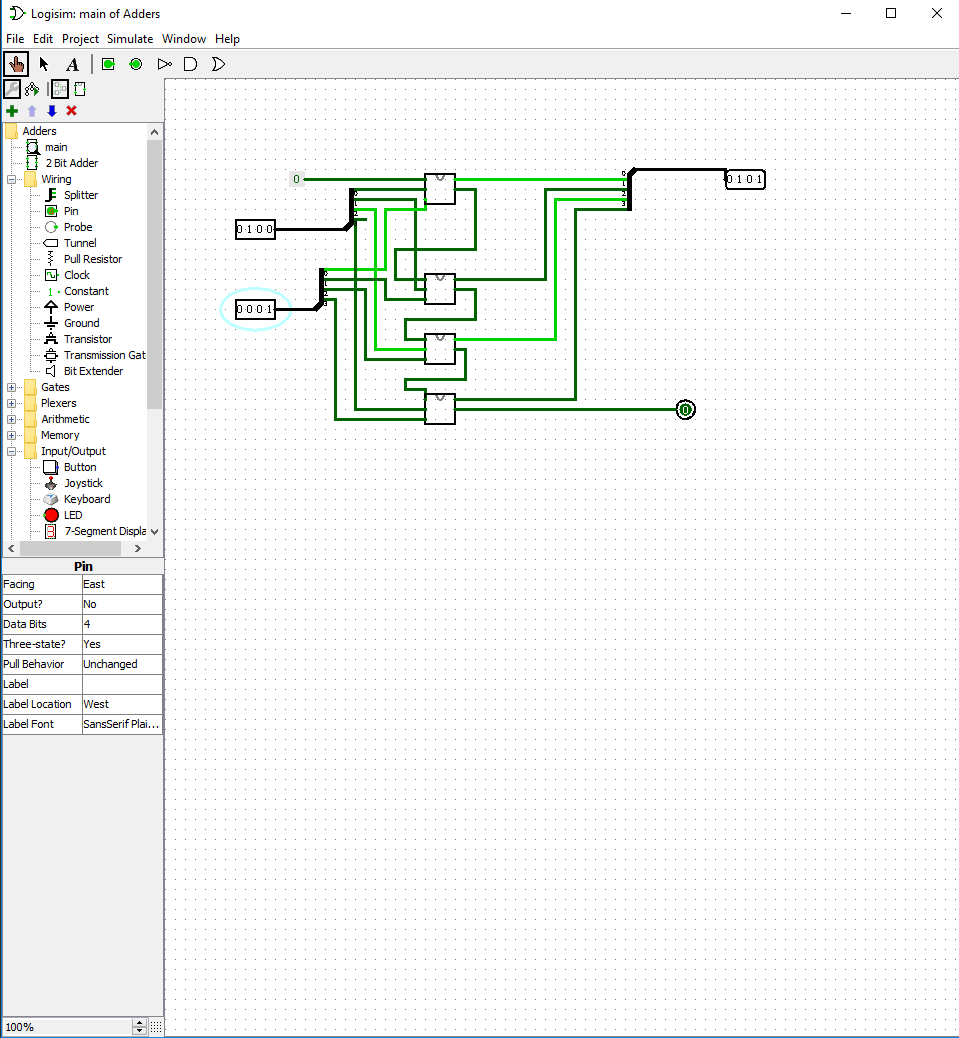 Logisim: main of Adders
File Edit Project Simulate Window Help
A
Adders
main
2 Bit Adder
Wiring
Splitter
Pin
Probe
Tunnel
Pull Resistor
Clock
1 Constant
Power
Ground
Transistor
Transmission Gat
Bit Extender
Gates
Plexers
Arithmetic
Memory
Input/Output
Button
Joystick
Keyboard
LED
7-Segment Displa
Pin
Facing East
Output? No
Data Bits 4
Three-state? Yes
Pull Behavior Unchanged
Label
Label Location West
Label Font SansSerif Plai...
100%
0
0 1 0 0
0 0 0 1
0 1 0 1
0